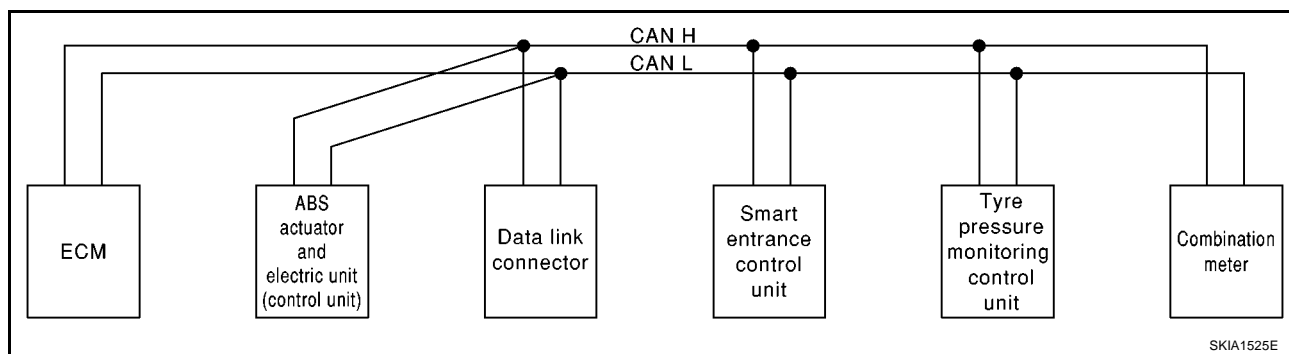 CAN H
CAN L
ECM
ABS
actuator
and
electric unit
(control unit)
Data link
connector
Smart
entrance
control
unit
Tyre
pressure
monitoring
control
unit
Combination
meter
SKIA1525E